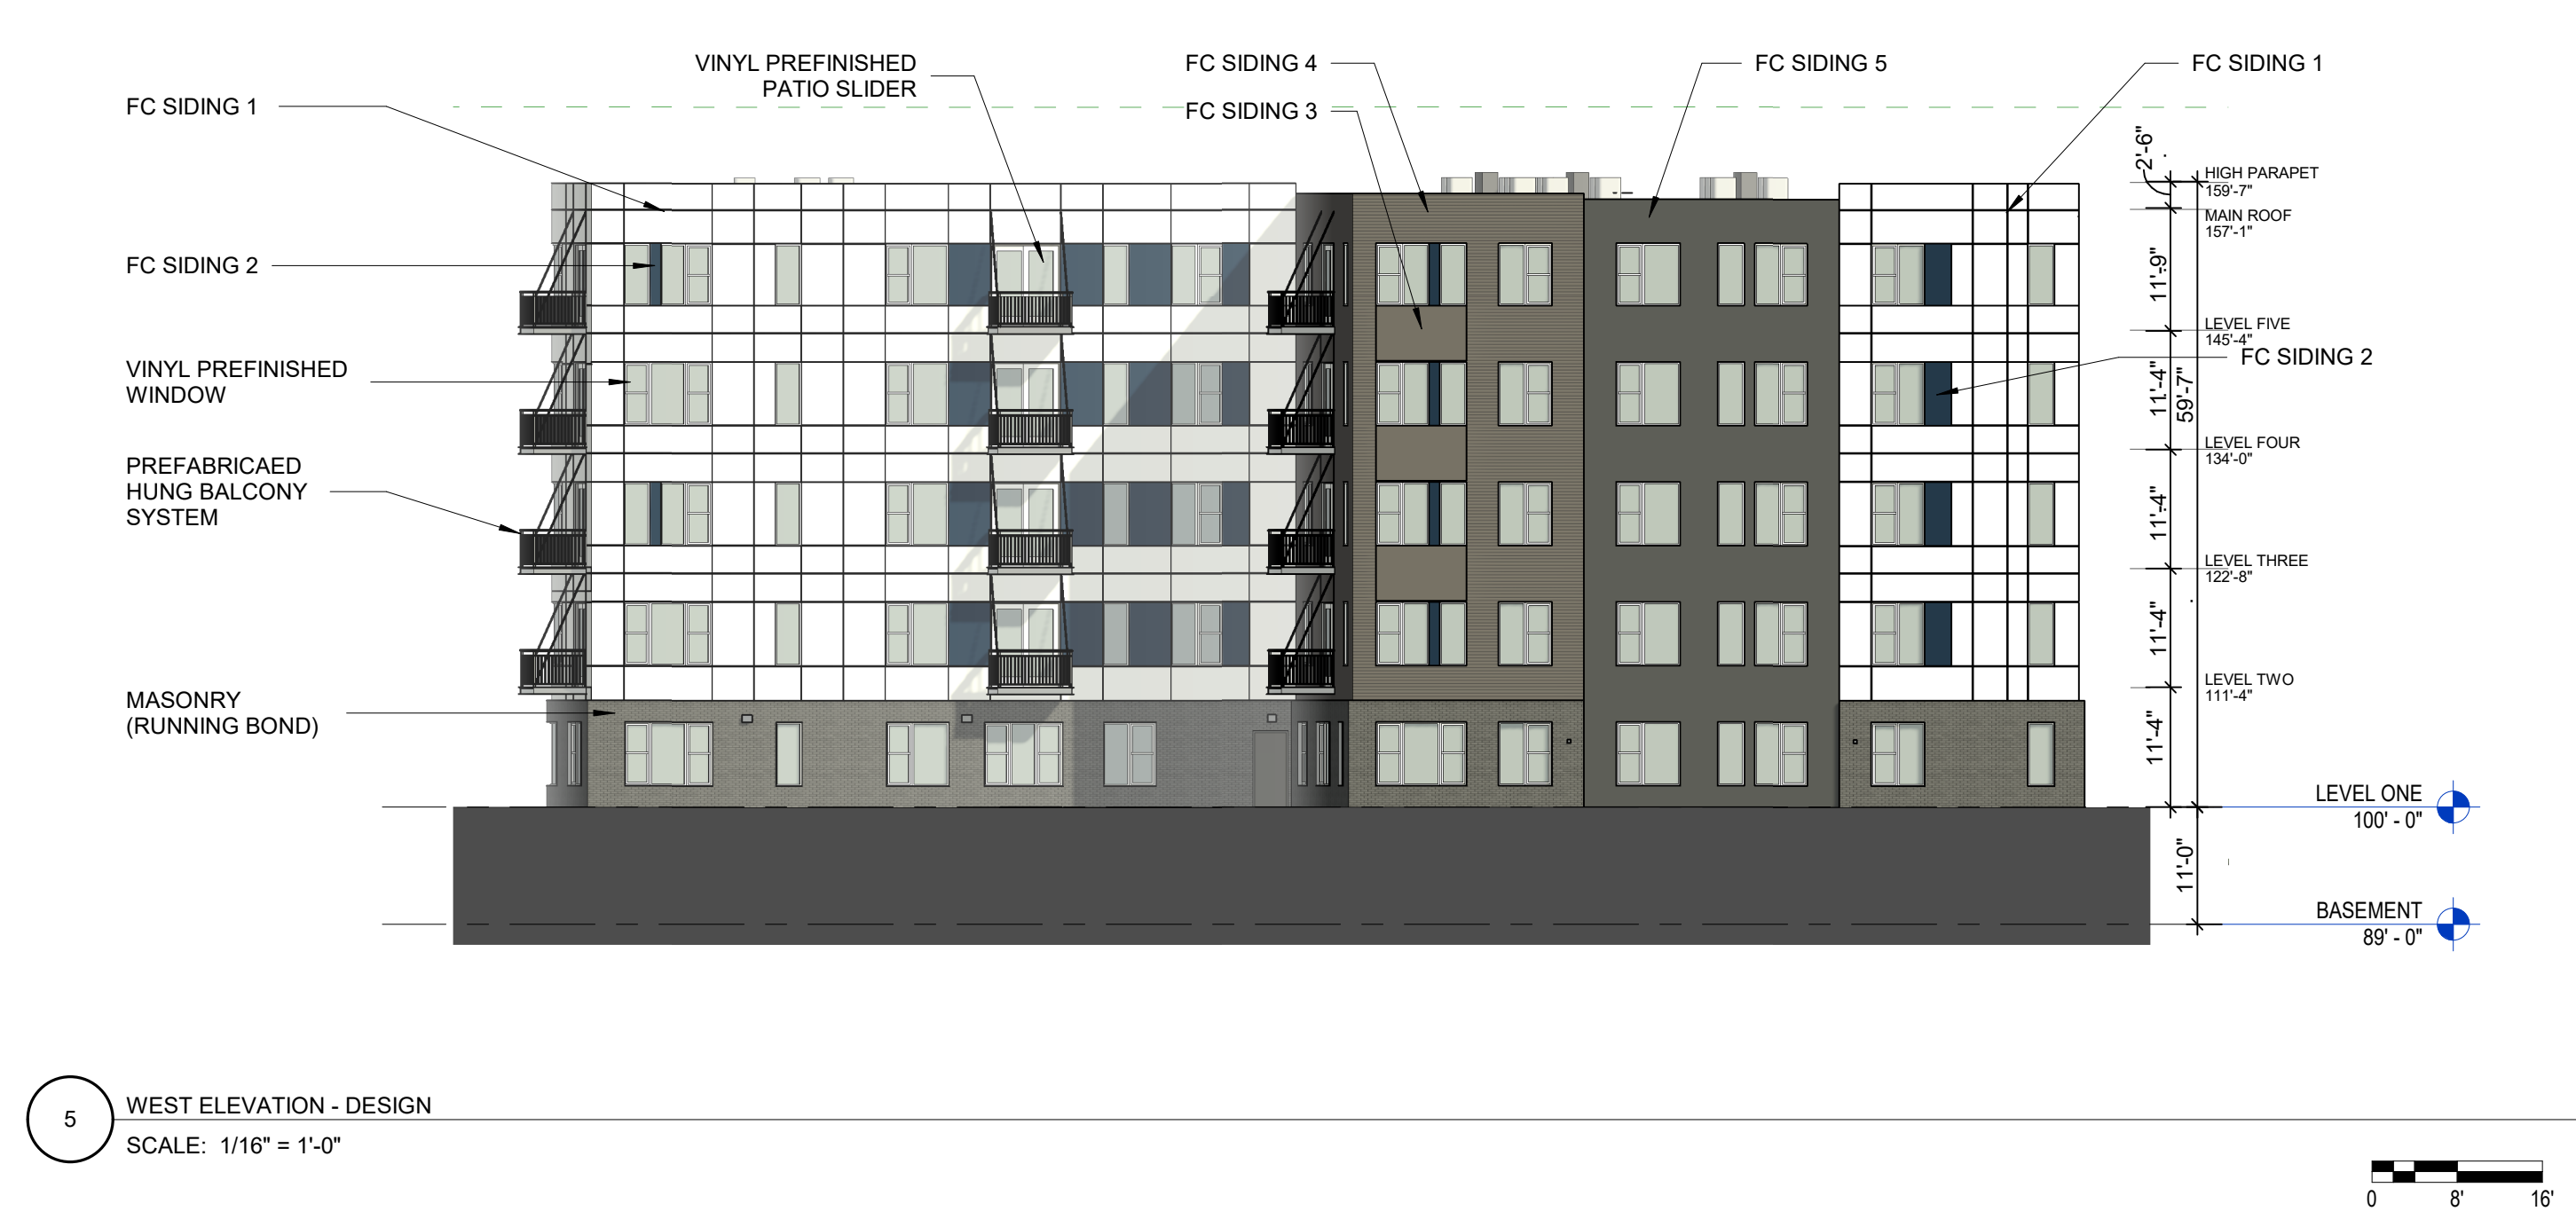 VINYL PREFINISHED
PATIO SLIDER
FC SIDING 4
FC SIDING 5
FC SIDING 1
FC SIDING 1
FC SIDING 3
FC SIDING 2
VINYL PREFINISHED
WINDOW
PREFABRICAED
HUNG BALCONY
SYSTEM
MASONRY
(RUNNING BOND)
2'-6"
HIGH PARAPET
159'-7"
MAIN ROOF
157'-1"
11'-9"
LEVEL FIVE
145'-4"
FC SIDING 2
11'-4"
59'-7"
LEVEL FOUR
134'-0"
11'-4"
LEVEL THREE
122'-8"
11'-4"
LEVEL TWO
111'-4"
11'-4"
LEVEL ONE
100' - 0"
11'-0"
BASEMENT
89' - 0"
5
WEST ELEVATION - DESIGN
SCALE: 1/16" = 1'-0"
0 8' 16'